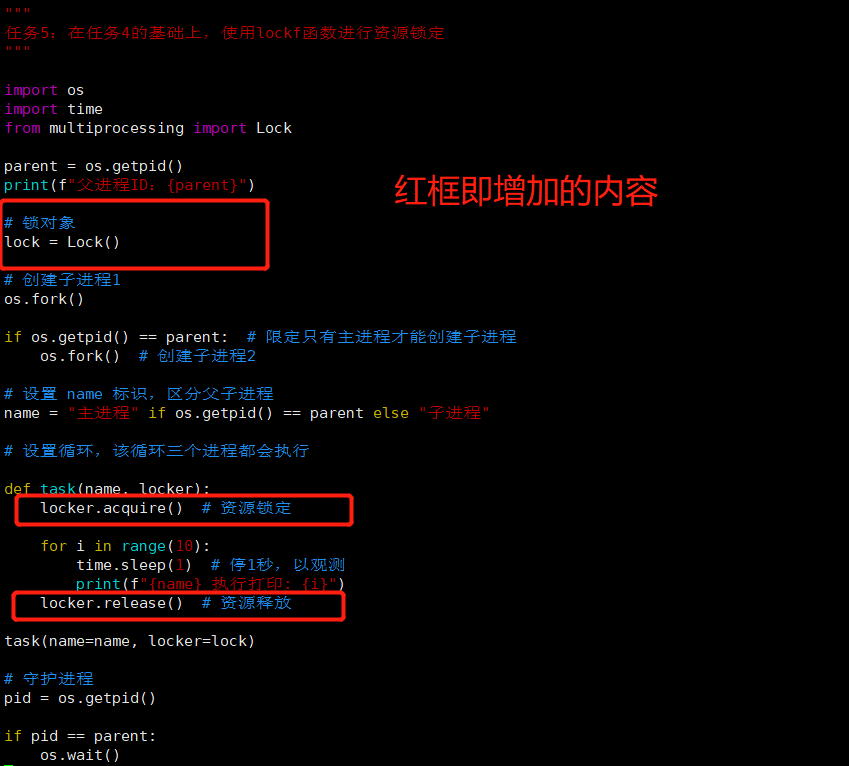 """
任务5：在任务4的基础上，使用lockf函数进行资源锁定
"""
import os
import time
from multiprocessing import Lock
parent = os.getpid()
print(f"父进程ID：{parent}")
红框即增加的内容
# 锁对象
lock = Lock()
# 创建子进程1
os.fork()
if os.getpid() == parent:  # 限定只有主进程才能创建子进程
    os.fork()  # 创建子进程2
# 设置 name 标识，区分父子进程
name = "主进程" if os.getpid() == parent else "子进程"
# 设置循环，该循环三个进程都会执行
def task(name, locker):
    locker.acquire()  # 资源锁定
    for i in range(10):
        time.sleep(1)  # 停1秒，以观测
        print(f"{name} 执行打印：{i}")
    locker.release()  # 资源释放
task(name=name, locker=lock)
# 守护进程
pid = os.getpid()
if pid == parent:
    os.wait()